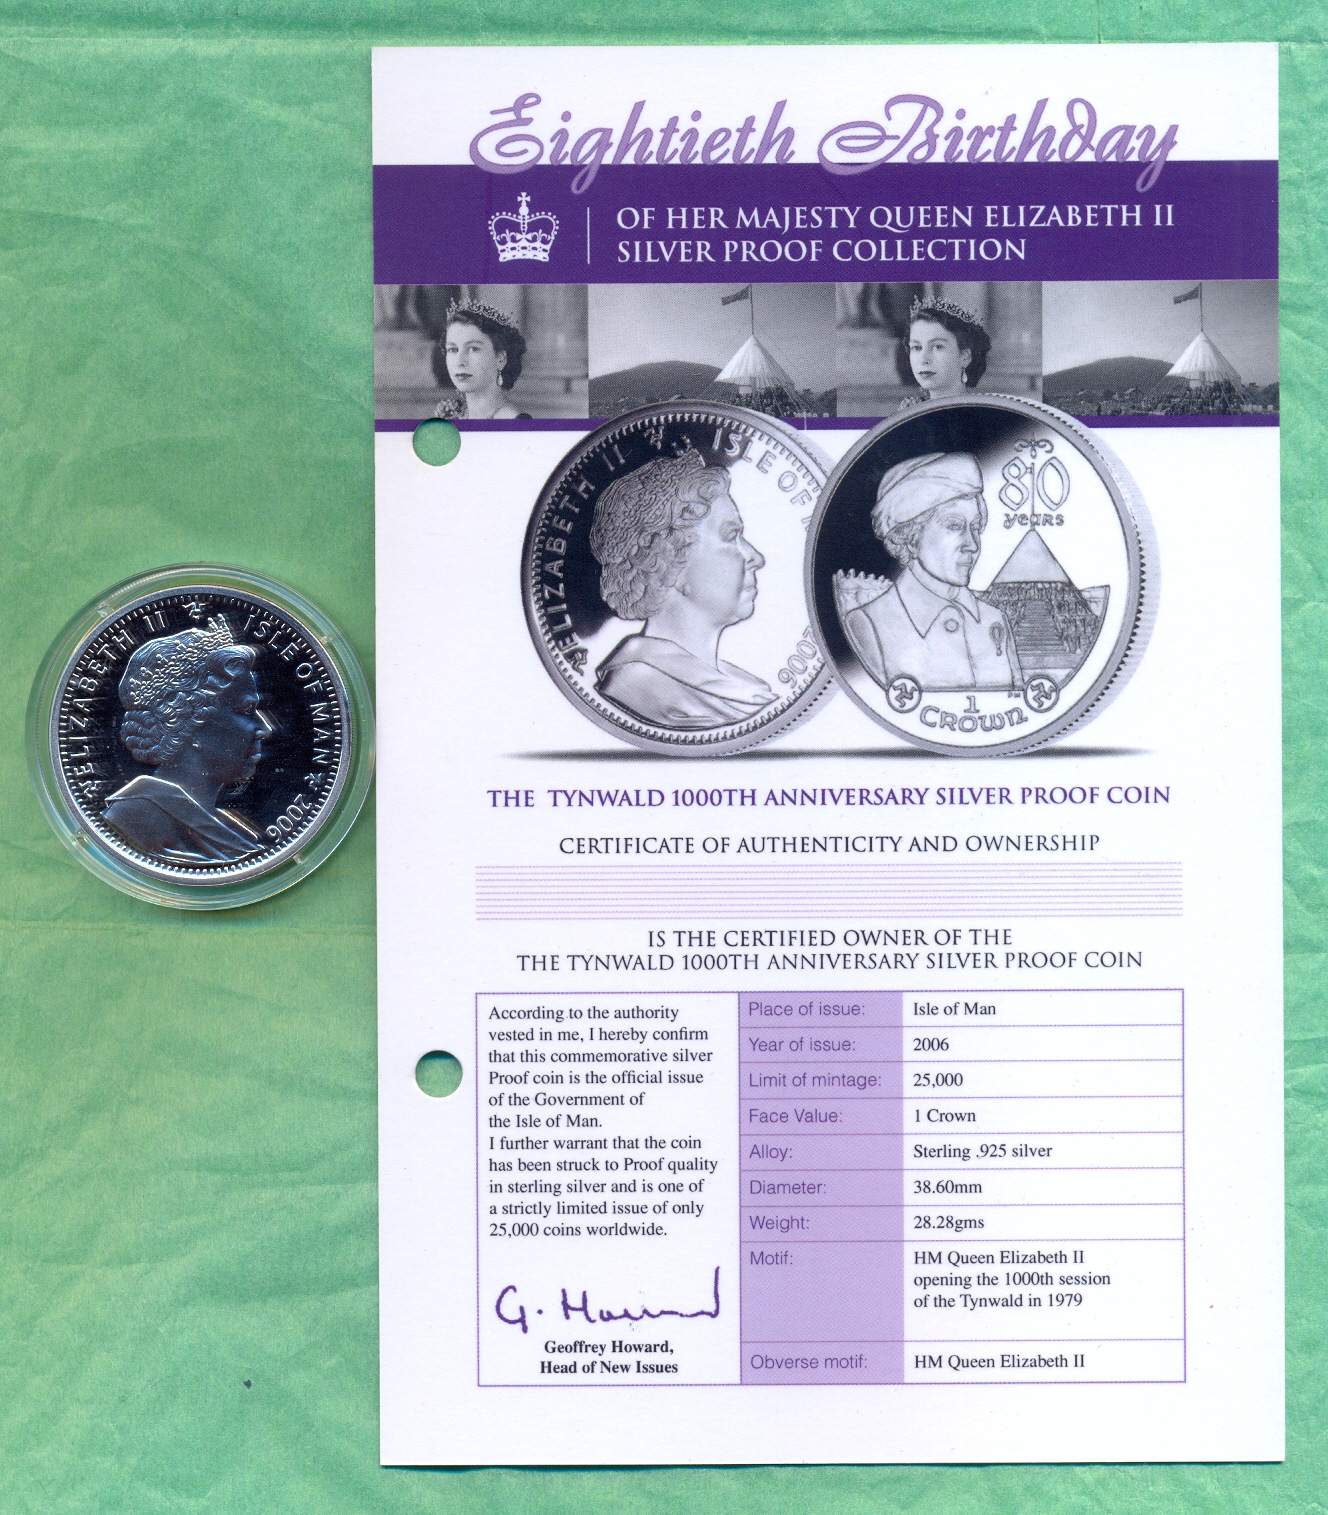 Eightieth Birthday
OF HER MAJESTY QUEEN ELIZABETH II
SILVER PROOF COLLECTION
ELIZABETH II ISLE OF
2006
80
years
1
CROWN
PM
ELIZABETH II ISLE OF MAN 2006
THE TYNWALD 1000TH ANNIVERSARY SILVER PROOF COIN
CERTIFICATE OF AUTHENTICITY AND OWNERSHIP
IS THE CERTIFIED OWNER OF THE
THE TYNWALD 1000TH ANNIVERSARY SILVER PROOF COIN
According to the authority
vested in me, I hereby confirm
that this commemorative silver
Proof coin is the official issue
of the Government of
the Isle of Man.
I further warrant that the coin
has been struck to Proof quality
in sterling silver and is one of
a strictly limited issue of only
25,000 coins worldwide.
G. Howard
Geoffrey Howard,
Head of New Issues
Place of issue: Isle of Man
Year of issue: 2006
Limit of mintage: 25,000
Face Value: 1 Crown
Alloy: Sterling .925 silver
Diameter: 38.60mm
Weight: 28.28gms
Motif: HM Queen Elizabeth II
opening the 1000th session
of the Tynwald in 1979
Obverse motif: HM Queen Elizabeth II